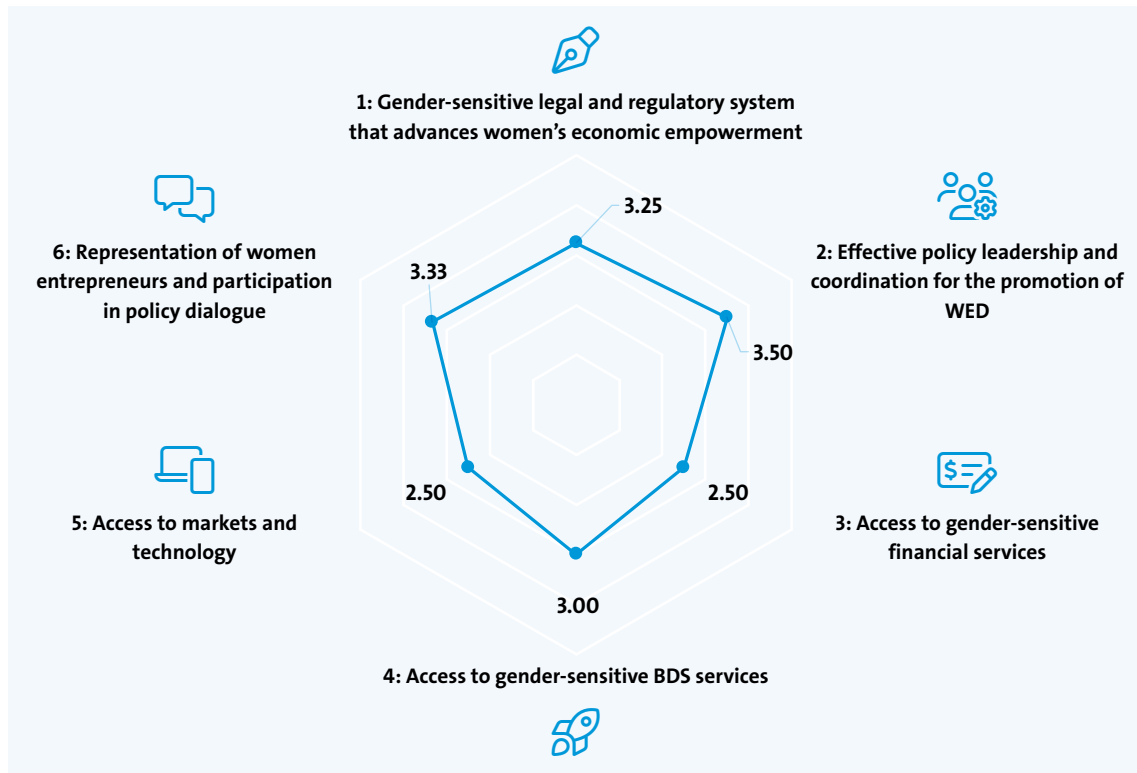 1: Gender-sensitive legal and regulatory system
that advances women’s economic empowerment
3.25
2: Effective policy leadership and
coordination for the promotion of
WED
3.50
3: Access to gender-sensitive
financial services
2.50
4: Access to gender-sensitive BDS services
3.00
5: Access to markets and
technology
2.50
6: Representation of women
entrepreneurs and participation
in policy dialogue
3.33
$